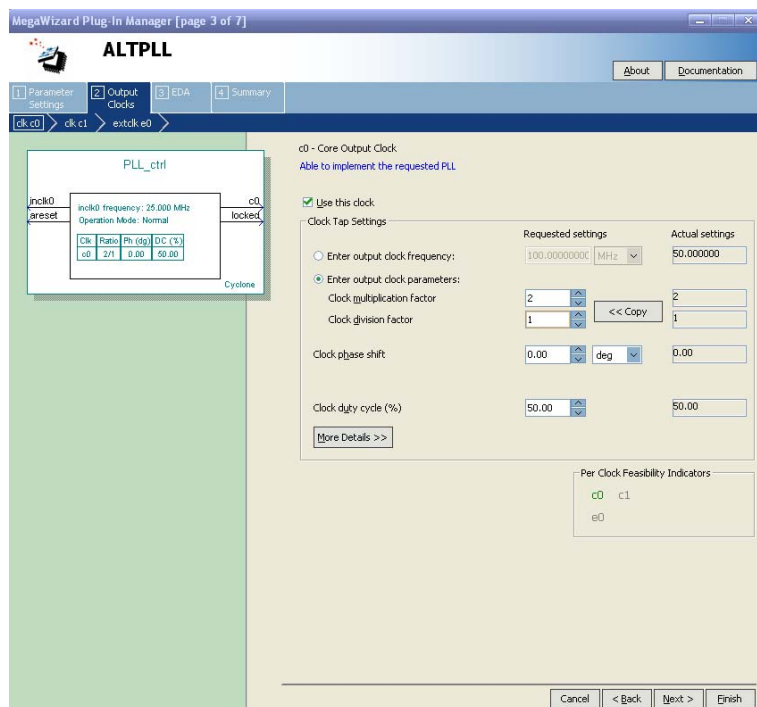 MegaWizard Plug-In Manager [page 3 of 7]
ALTPLL
About
Documentation
1 Parameter Settings
2 Output Clocks
3 EDA
4 Summary
clk c0
clk c1
extclk e0
PLL_ctrl
inclk0
areset
c0
locked
inclk0 frequency: 25.000 MHz
Operation Mode: Normal
Clk Ratio Ph (dg) DC (%)
c0 2/1 0.00 50.00
Cyclone
c0 - Core Output Clock
Able to implement the requested PLL
Use this clock
Clock Tap Settings
Requested settings
Actual settings
Enter output clock frequency:
100.0000000 MHz
50.000000
Enter output clock parameters:
Clock multiplication factor
2
<< Copy
2
Clock division factor
1
1
Clock phase shift
0.00
deg
0.00
Clock duty cycle (%)
50.00
50.00
More Details >>
Per Clock Feasibility Indicators
c0 c1
e0
Cancel
< Back
Next >
Finish